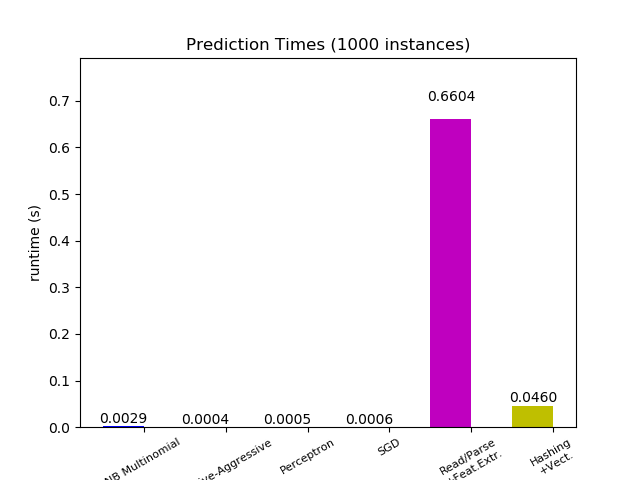 Prediction Times (1000 instances)
runtime (s)
0.7
0.6
0.5
0.4
0.3
0.2
0.1
0.0
0.0029
0.0004
0.0005
0.0006
0.6604
0.0460
NB Multinomial
ve-Aggressive
Perceptron
SGD
Read/Parse
+Feat.Extr.
Hashing
+Vect.